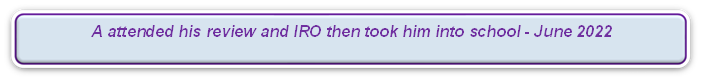 A attended his review and IRO then took him into school - June 2022